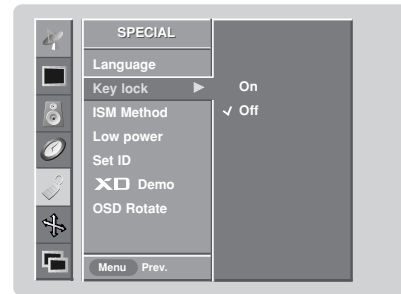 SPECIAL
Language
Key lock ▶
On
✓ Off
ISM Method
Low power
Set ID
XD Demo
OSD Rotate
Menu Prev.